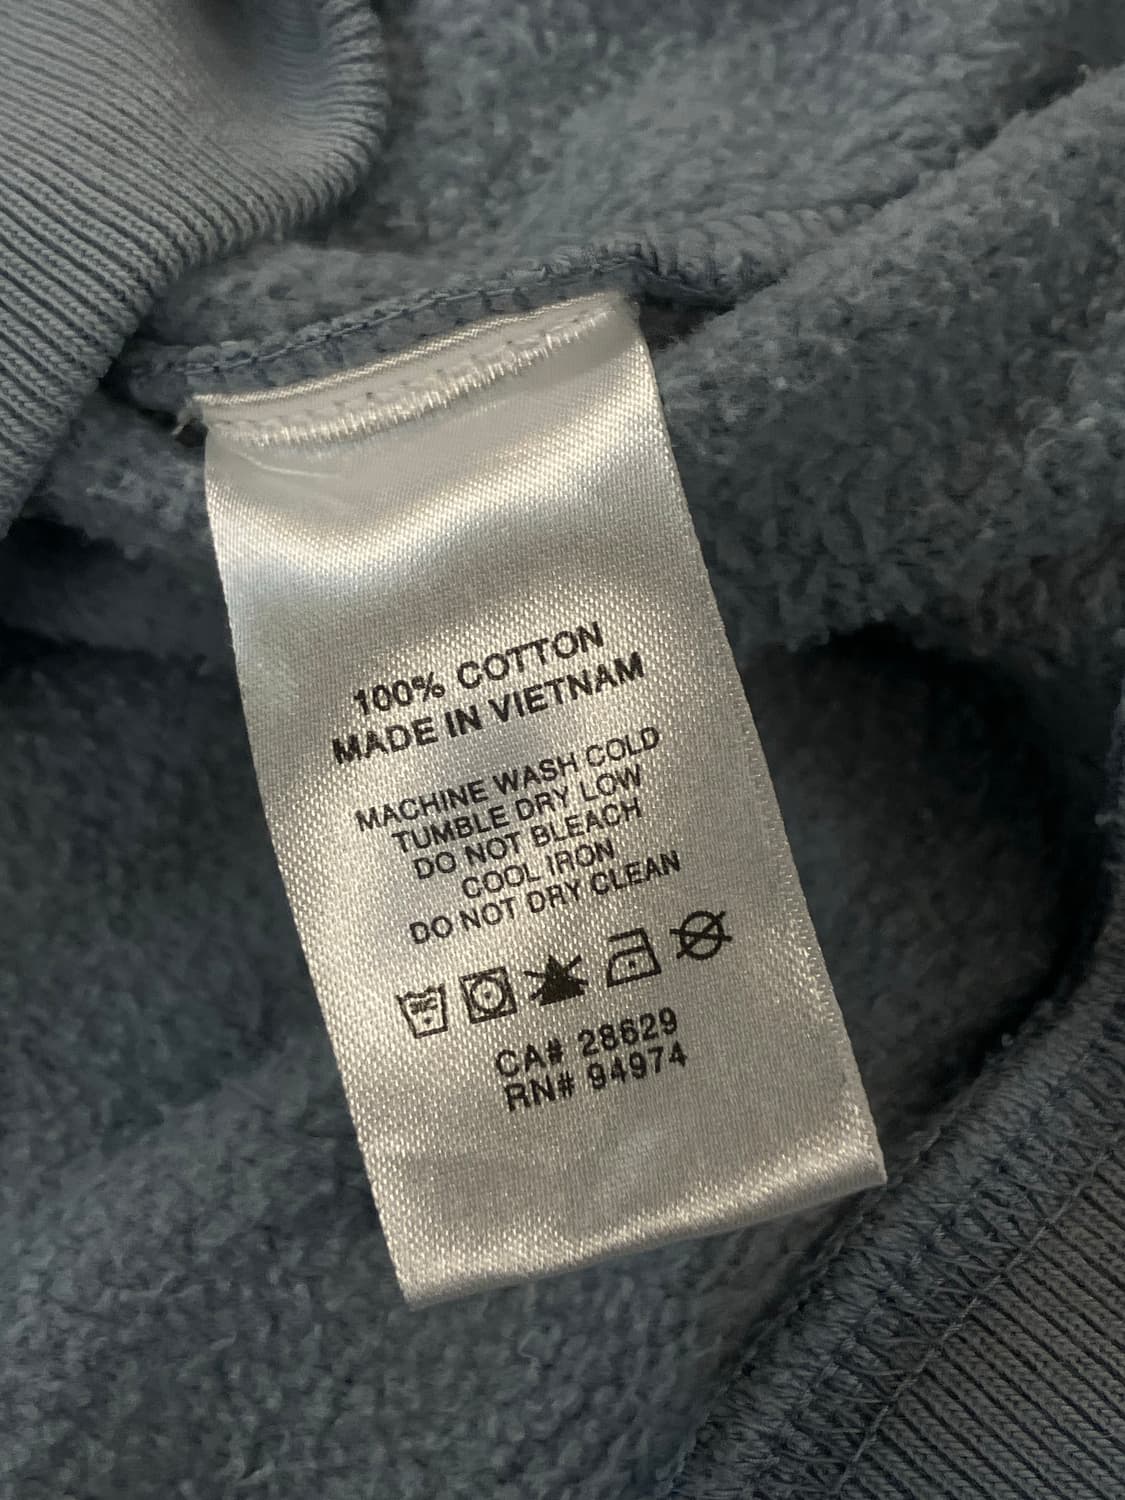 100% COTTON
MADE IN VIETNAM
MACHINE WASH COLD
TUMBLE DRY LOW
DO NOT BLEACH
COOL IRON
DO NOT DRY CLEAN
CA# 28629
RN# 94974